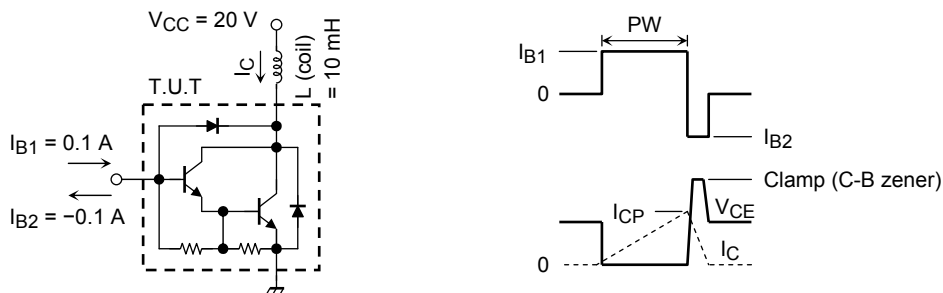 V_CC = 20 V
I_C
L (coil)
= 10 mH
T.U.T
I_B1 = 0.1 A
I_B2 = −0.1 A
PW
I_B1
0
I_B2
Clamp (C-B zener)
I_CP
V_CE
I_C
0